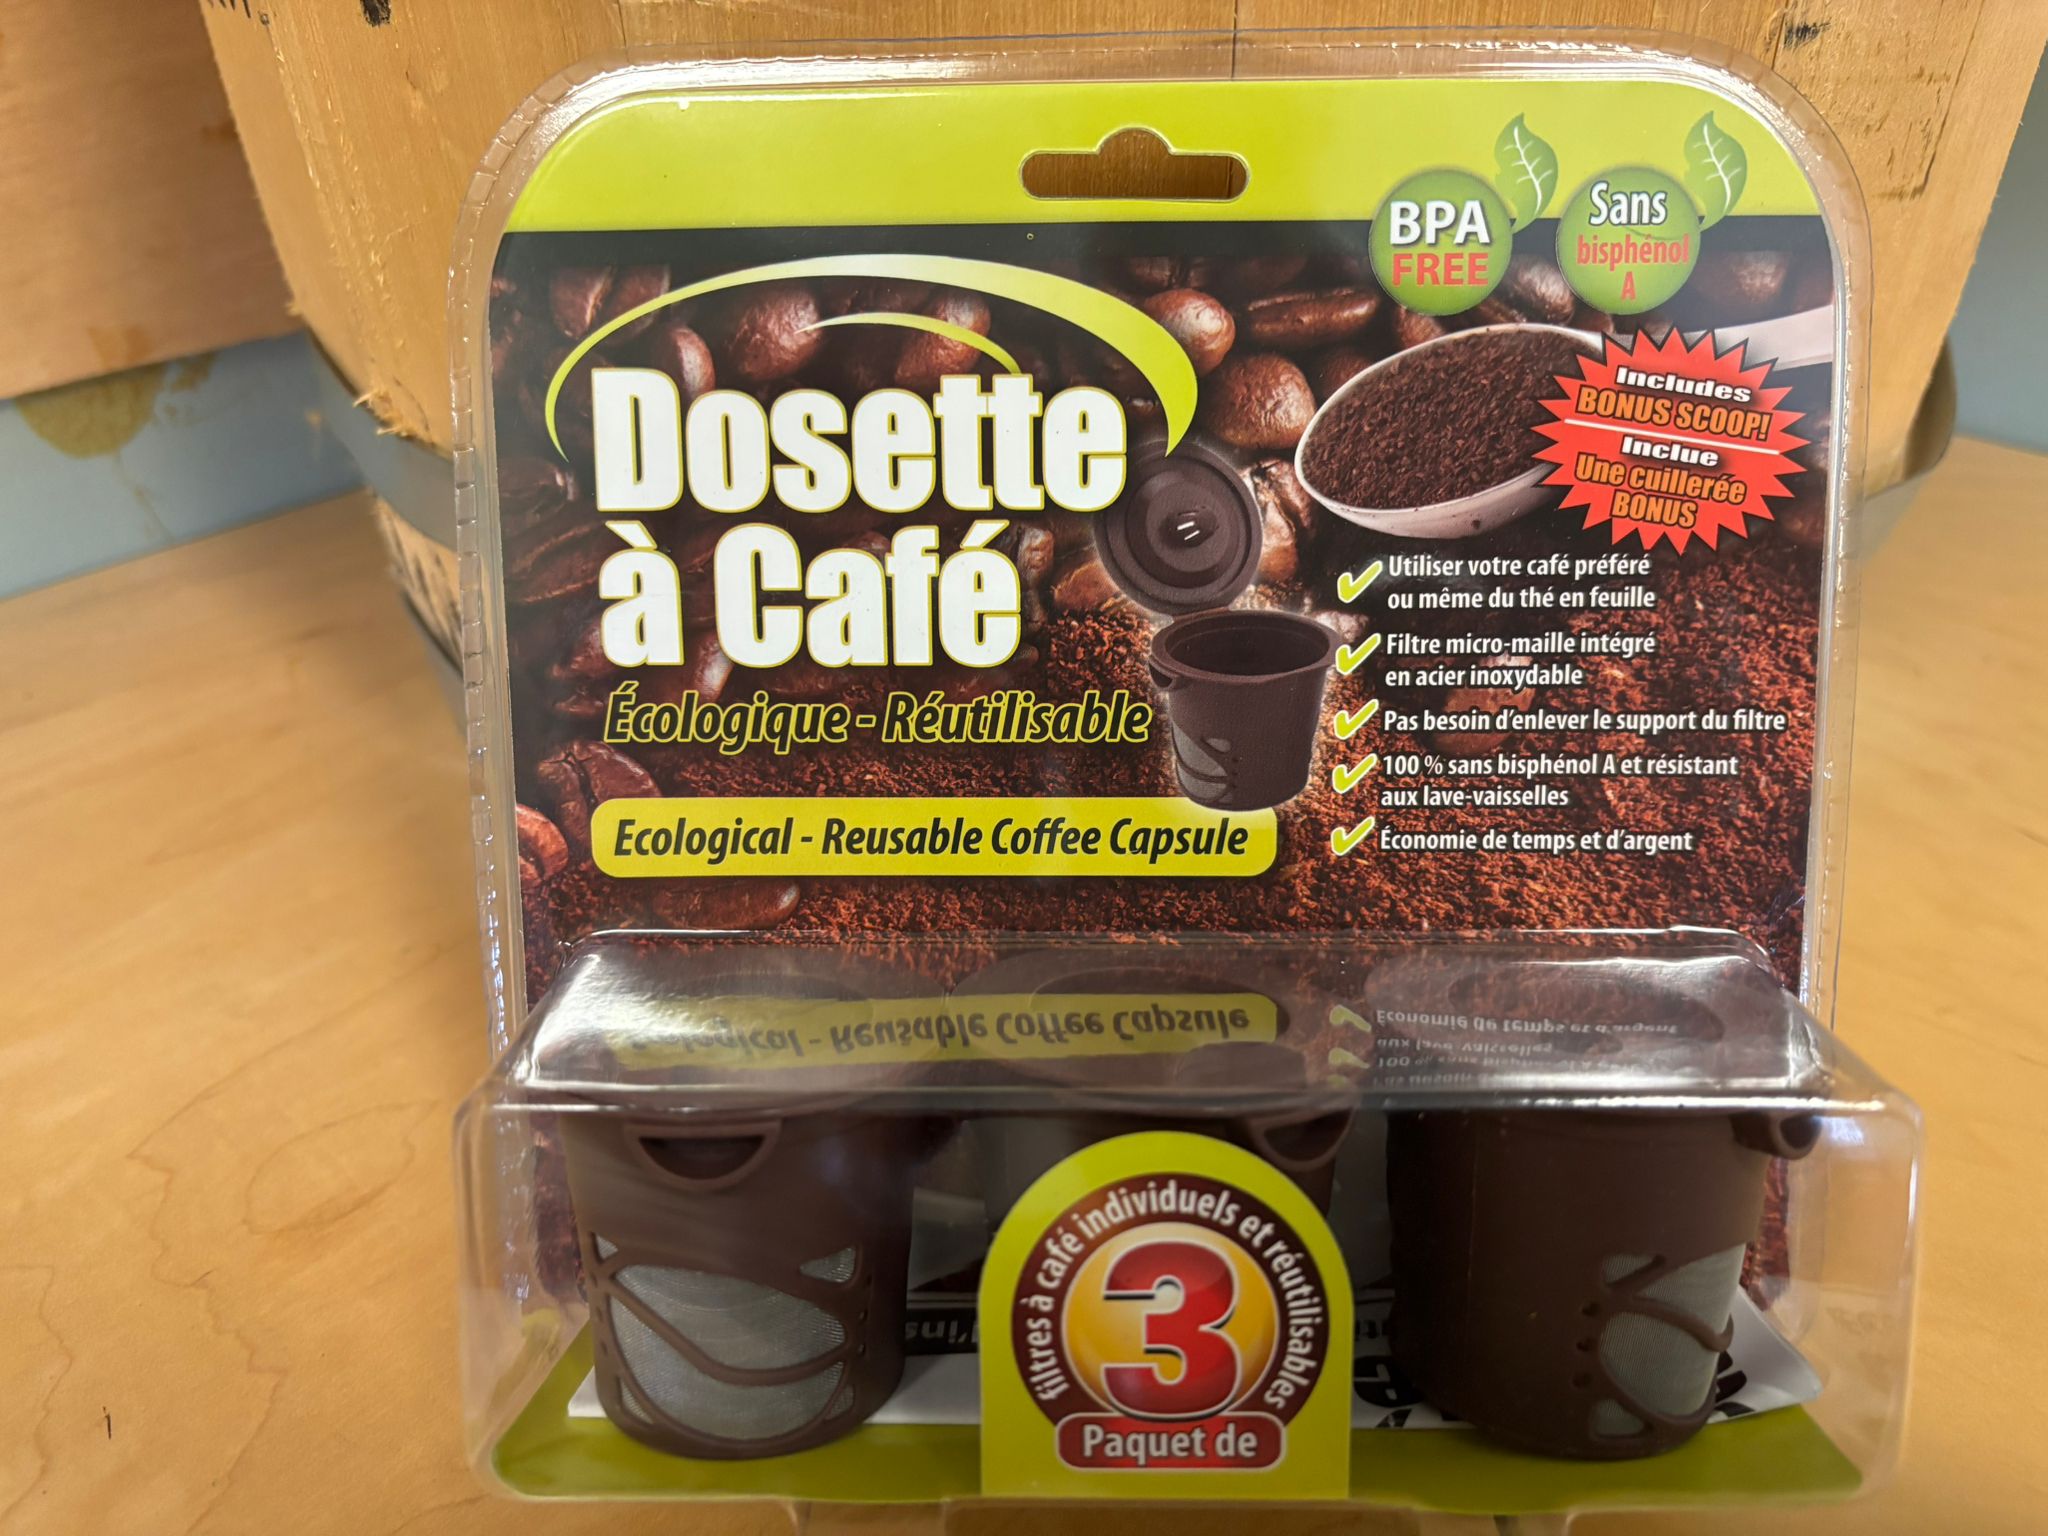 BPA
FREE
Sans
bisphénol
A
Includes
BONUS SCOOP!
Inclue
Une cuillerée
BONUS
Dosette
à Café
Écologique - Réutilisable
Ecological - Reusable Coffee Capsule
Utiliser votre café préféré
ou même du thé en feuille
Filtre micro-maille intégré
en acier inoxydable
Pas besoin d'enlever le support du filtre
100 % sans bisphénol A et résistant
aux lave-vaisselles
Économie de temps et d'argent
filtres à café individuels et réutilisables
3
Paquet de